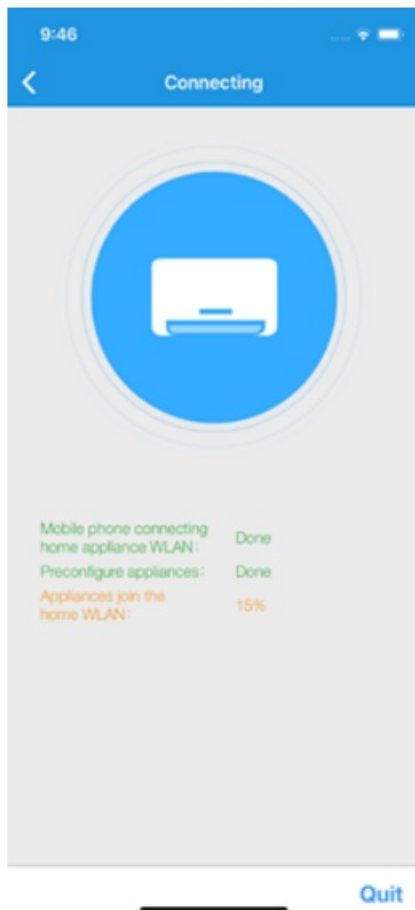 9:46
Connecting
Mobile phone connecting
home appliance WLAN: Done
Preconfigure appliances: Done
Appliances join the
home WLAN: 15%
Quit